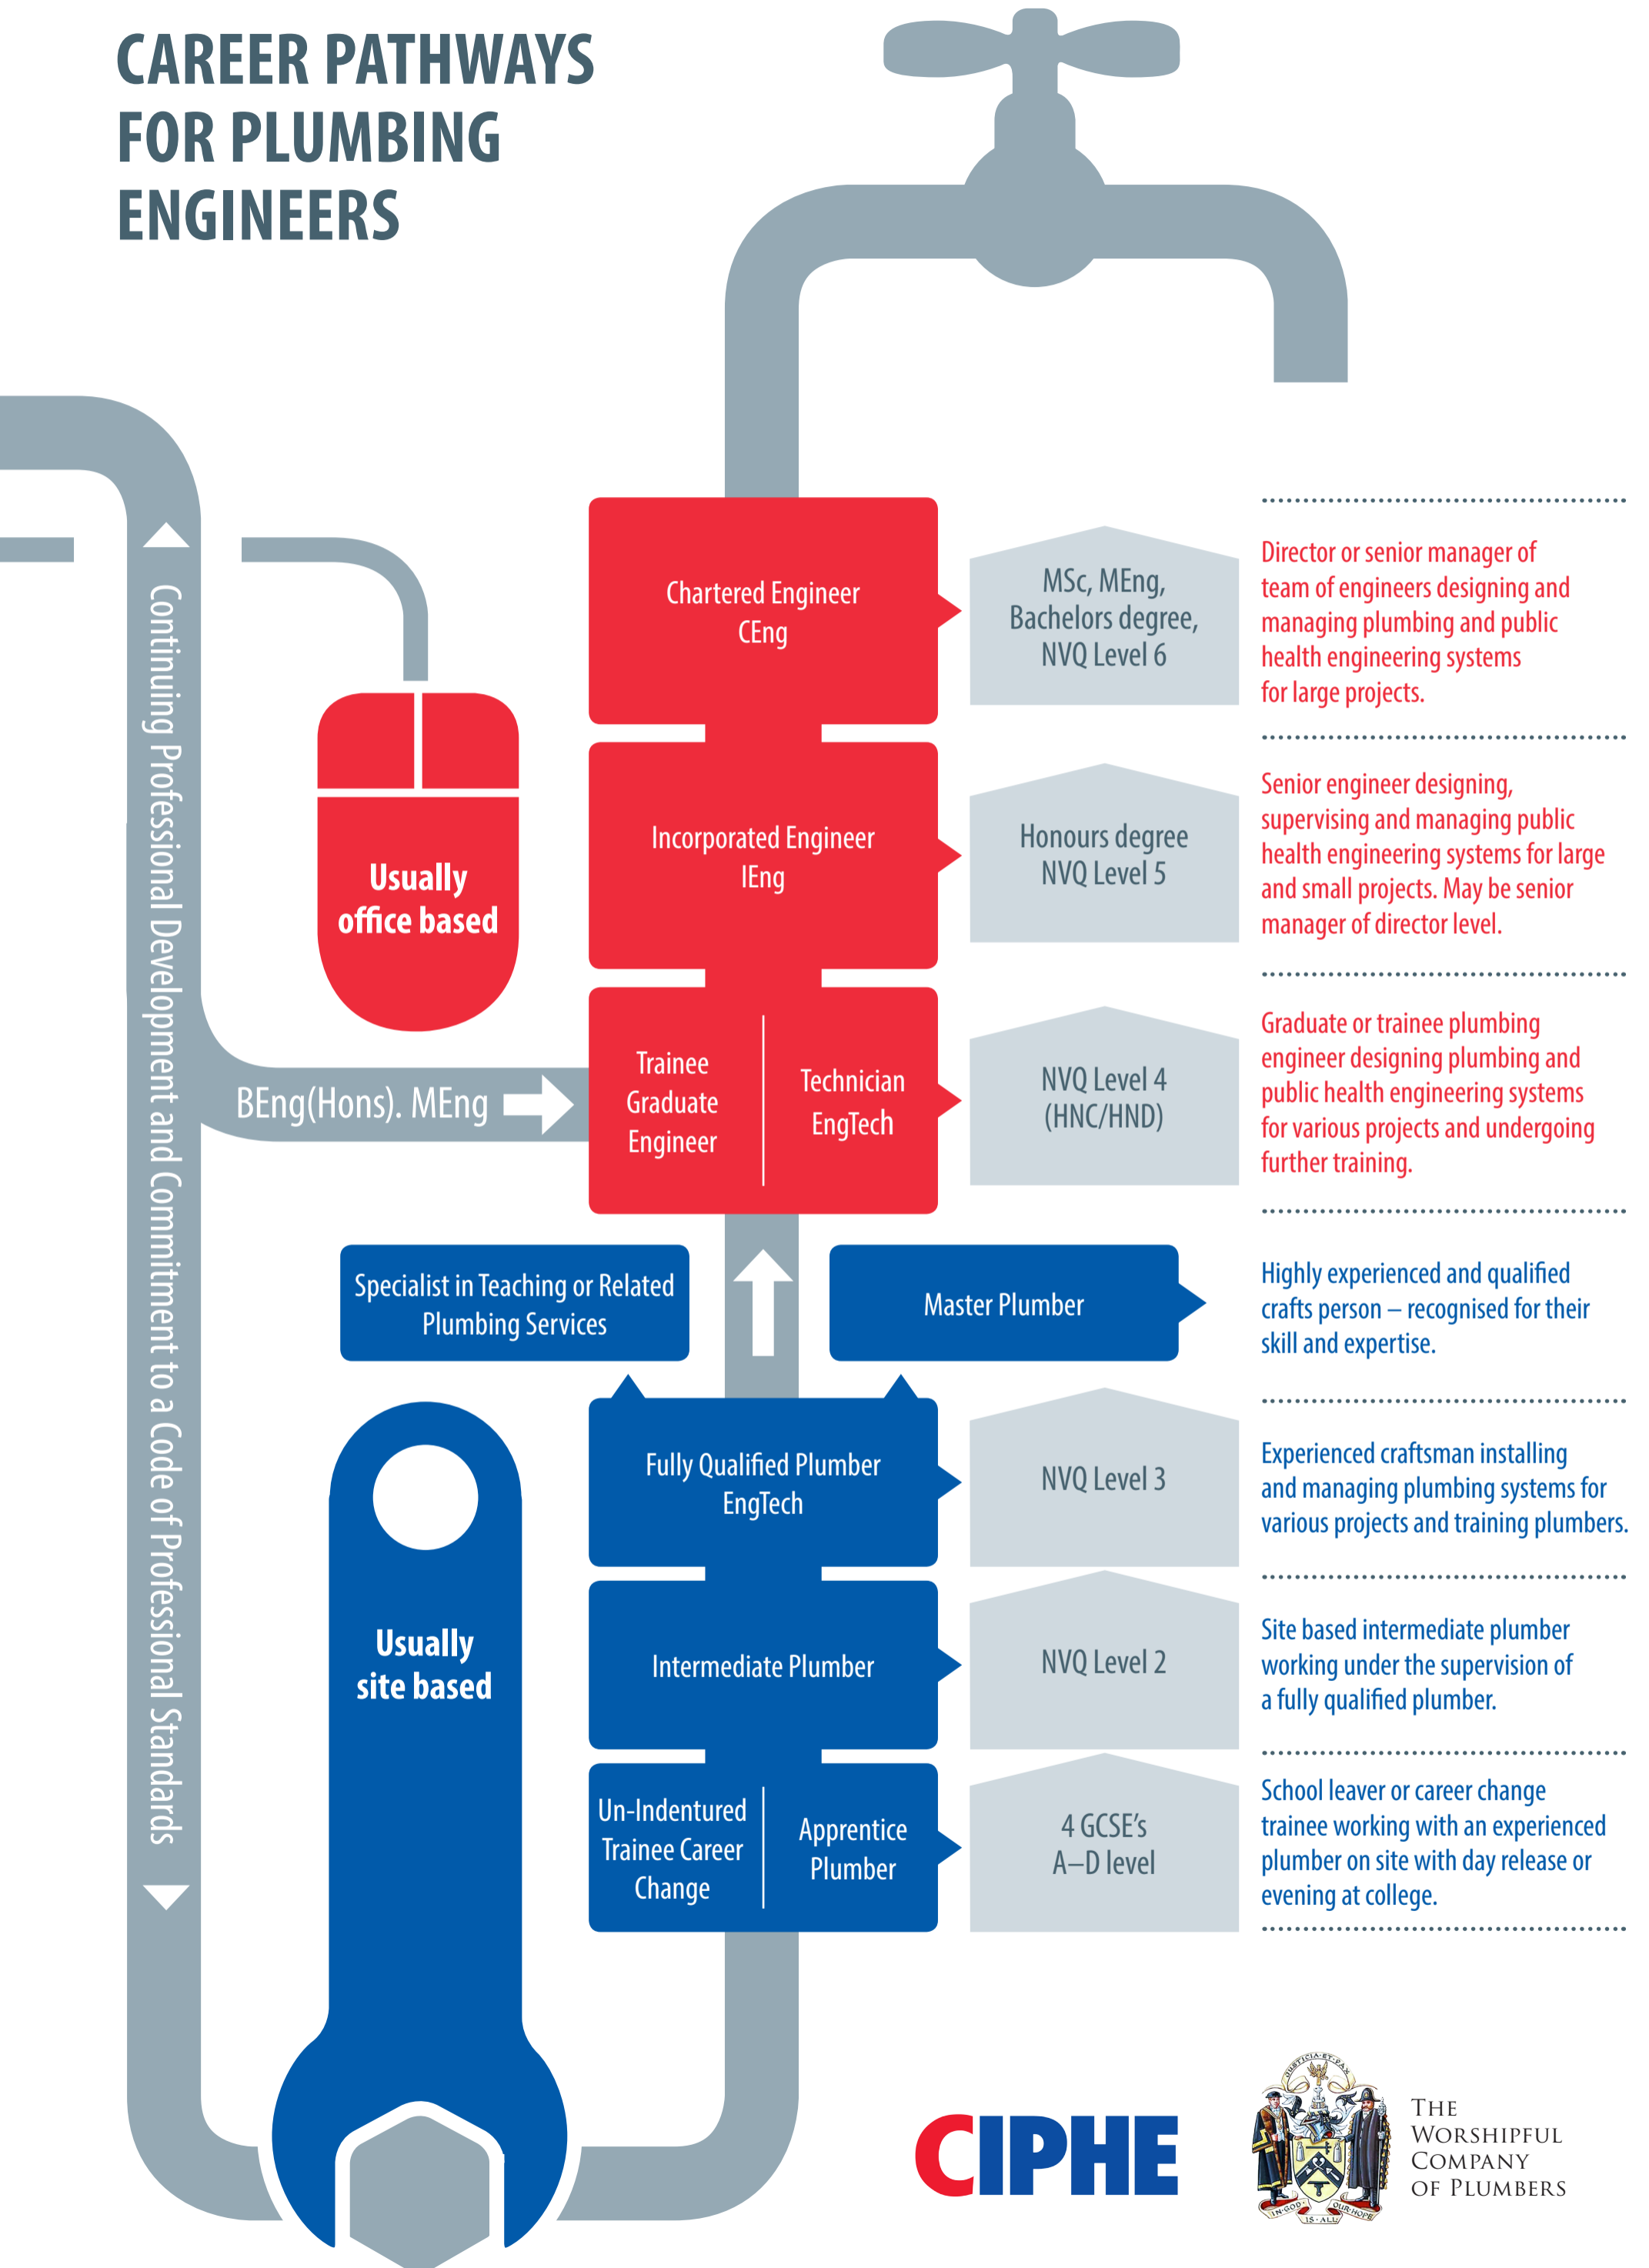 CAREER PATHWAYS
FOR PLUMBING
ENGINEERS
Continuing Professional Development and Commitment to a Code of Professional Standards
Usually
office based
BEng(Hons). MEng
Chartered Engineer
CEng
MSc, MEng,
Bachelors degree,
NVQ Level 6
Director or senior manager of
team of engineers designing and
managing plumbing and public
health engineering systems
for large projects.
Incorporated Engineer
IEng
Honours degree
NVQ Level 5
Senior engineer designing,
supervising and managing public
health engineering systems for large
and small projects. May be senior
manager of director level.
Trainee
Graduate
Engineer
Technician
EngTech
NVQ Level 4
(HNC/HND)
Graduate or trainee plumbing
engineer designing plumbing and
public health engineering systems
for various projects and undergoing
further training.
Specialist in Teaching or Related
Plumbing Services
Master Plumber
Highly experienced and qualified
crafts person – recognised for their
skill and expertise.
Usually
site based
Fully Qualified Plumber
EngTech
NVQ Level 3
Experienced craftsman installing
and managing plumbing systems for
various projects and training plumbers.
Intermediate Plumber
NVQ Level 2
Site based intermediate plumber
working under the supervision of
a fully qualified plumber.
Un-Indentured
Trainee Career
Change
Apprentice
Plumber
4 GCSE's
A–D level
School leaver or career change
trainee working with an experienced
plumber on site with day release or
evening at college.
CIPHE
JUSTICIA·ET·PAX
IN·GOD·
IS·ALL·
OUR·HOPE
THE
WORSHIPFUL
COMPANY
OF PLUMBERS